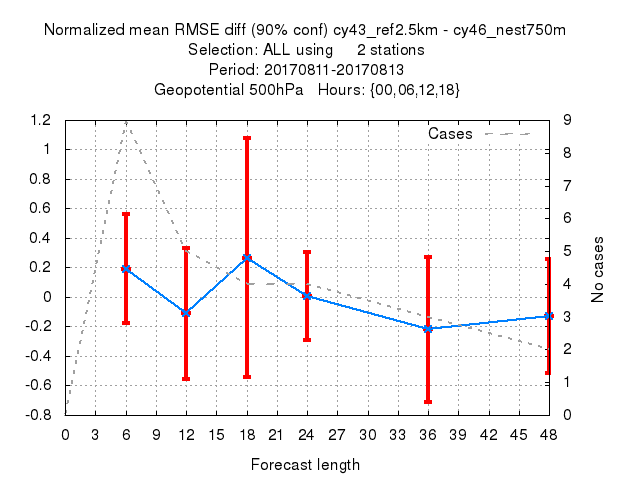 Normalized mean RMSE diff (90% conf) cy43_ref2.5km - cy46_nest750m
Selection: ALL using 2 stations
Period: 20170811-20170813
Geopotential 500hPa Hours: {00,06,12,18}
Cases
1.2
1
0.8
0.6
0.4
0.2
0
-0.2
-0.4
-0.6
-0.8
9
8
7
6
5
4
3
2
1
0
No cases
0 3 6 9 12 15 18 21 24 27 30 33 36 39 42 45 48
Forecast length